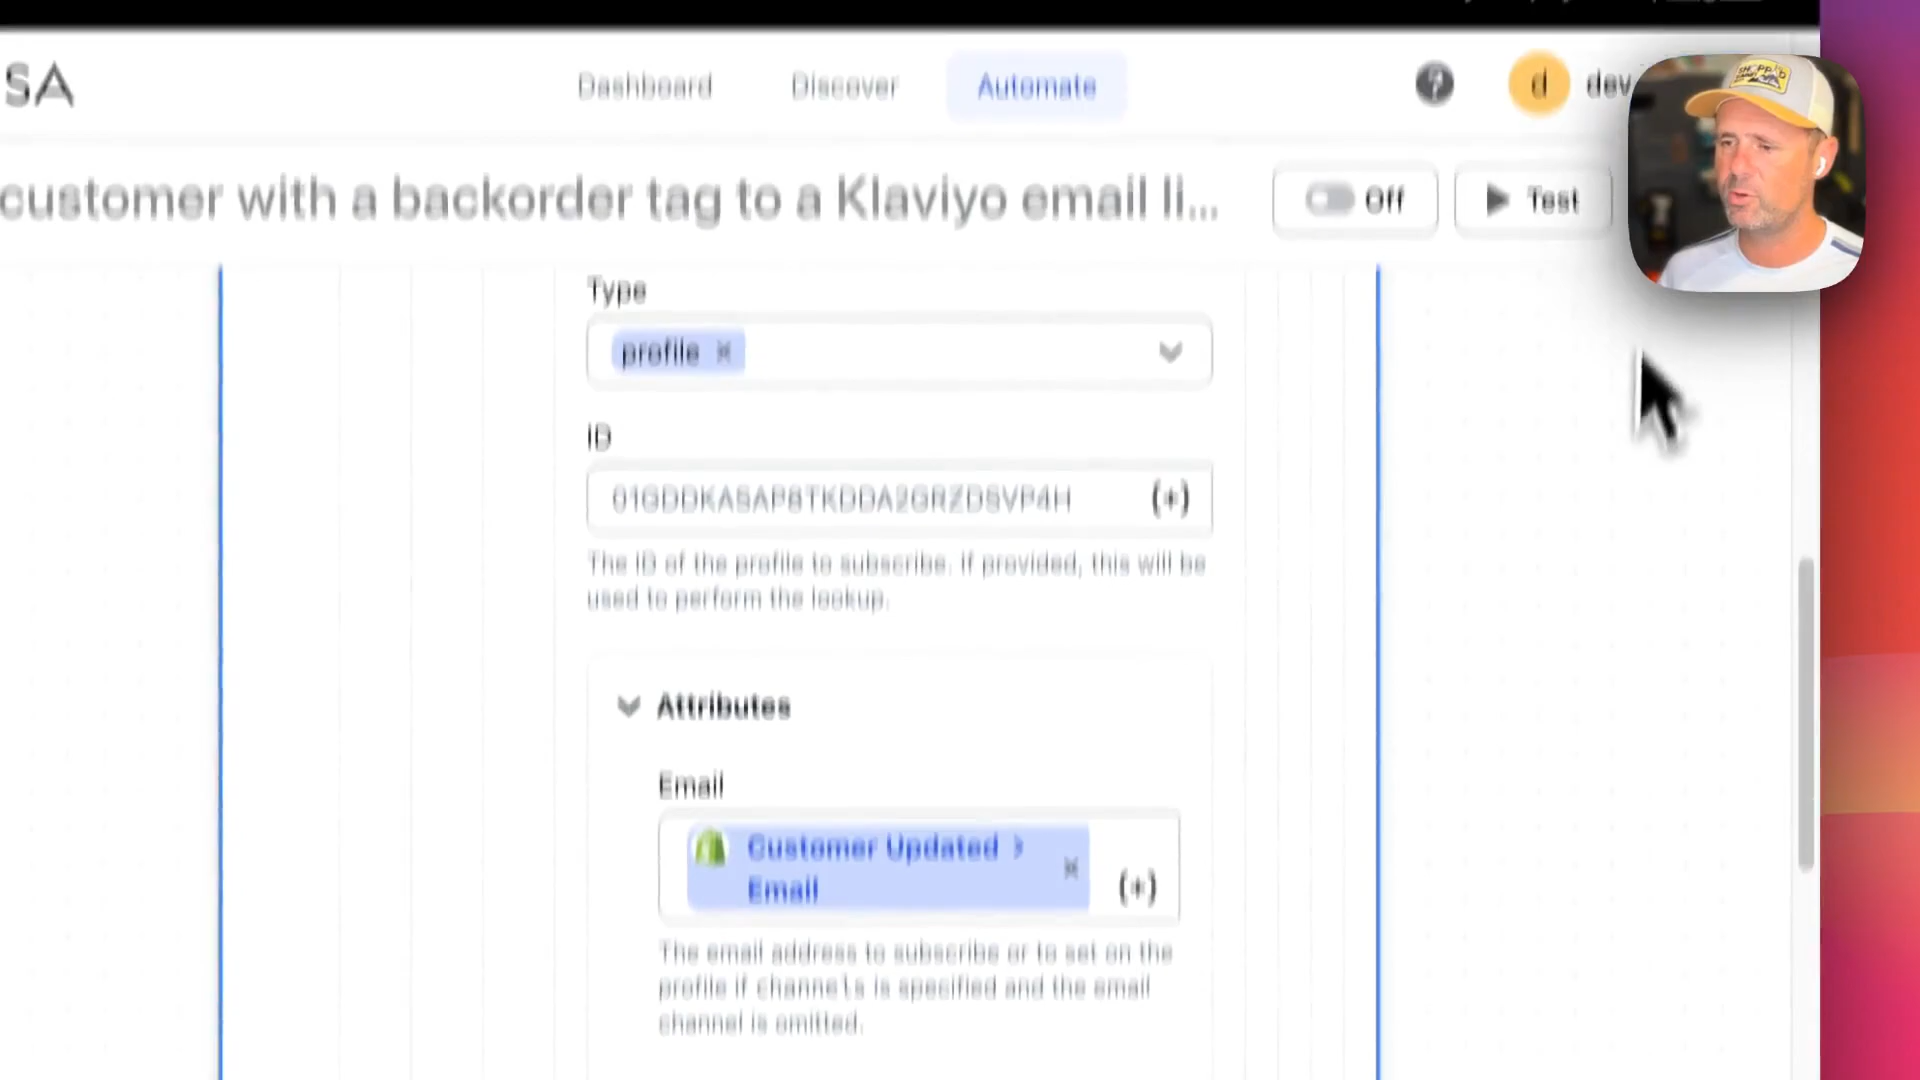 SA
Dashboard
Discover
Automate
d
dev
customer with a backorder tag to a Klaviyo email li...
Off
Test
Type
profile ×
ID
01GDDKASAP8TKDDA2GRZDSVP4H
The ID of the profile to subscribe. If provided, this will be
used to perform the lookup.
Attributes
Email
Customer Updated ›
Email
The email address to subscribe or to set on the
profile if channels is specified and the email
channel is omitted.